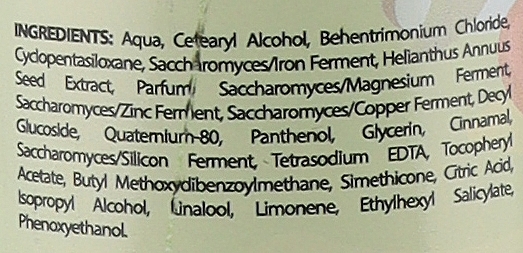 INGREDIENTS: Aqua, Cetearyl Alcohol, Behentrimonium Chloride,
Cyclopentasiloxane, Saccharomyces/Iron Ferment, Helianthus Annuus
Seed Extract, Parfum, Saccharomyces/Magnesium Ferment,
Saccharomyces/Zinc Ferment, Saccharomyces/Copper Ferment, Decyl
Glucoside, Quaternium-80, Panthenol, Glycerin, Cinnamal,
Saccharomyces/Silicon Ferment, Tetrasodium EDTA, Tocopheryl
Acetate, Butyl Methoxydibenzoylmethane, Simethicone, Citric Acid,
Isopropyl Alcohol, Linalool, Limonene, Ethylhexyl Salicylate,
Phenoxyethanol.